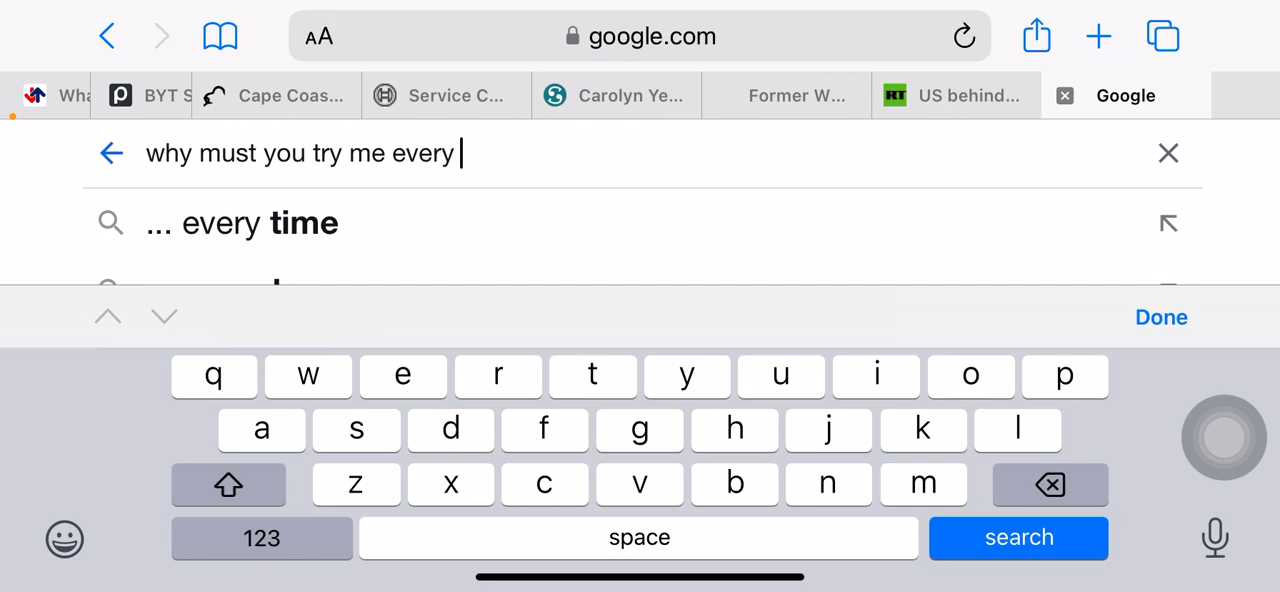 AA google.com
Wha BYT S Cape Coas... Service C... Carolyn Ye... Former W... RT US behind... Google
why must you try me every
... every time
Done
q w e r t y u i o p
a s d f g h j k l
z x c v b n m
123 space search